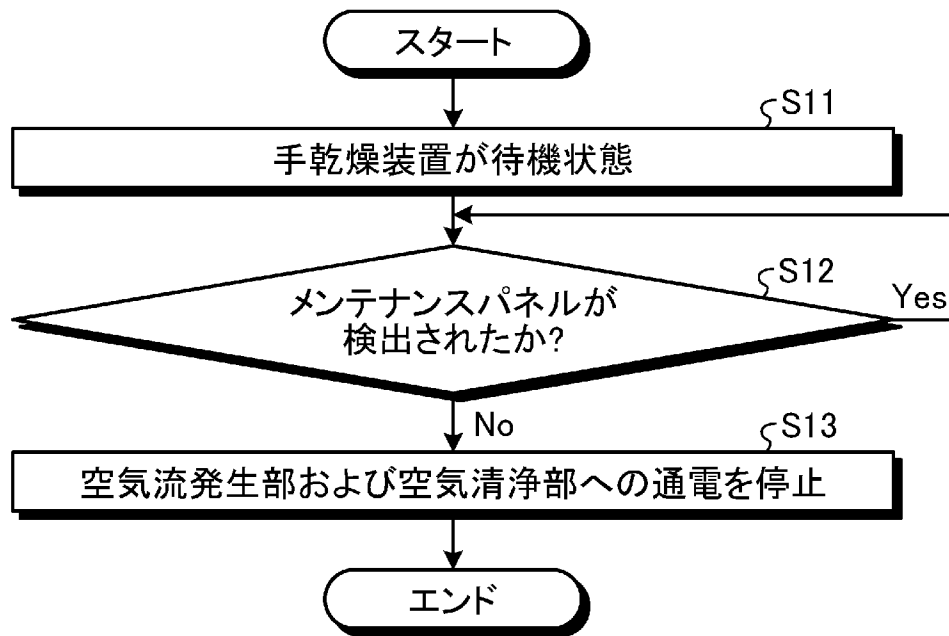 スタート
S11
手乾燥装置が待機状態
S12
メンテナンスパネルが
検出されたか?
Yes
No
S13
空気流発生部および空気清浄部への通電を停止
エンド